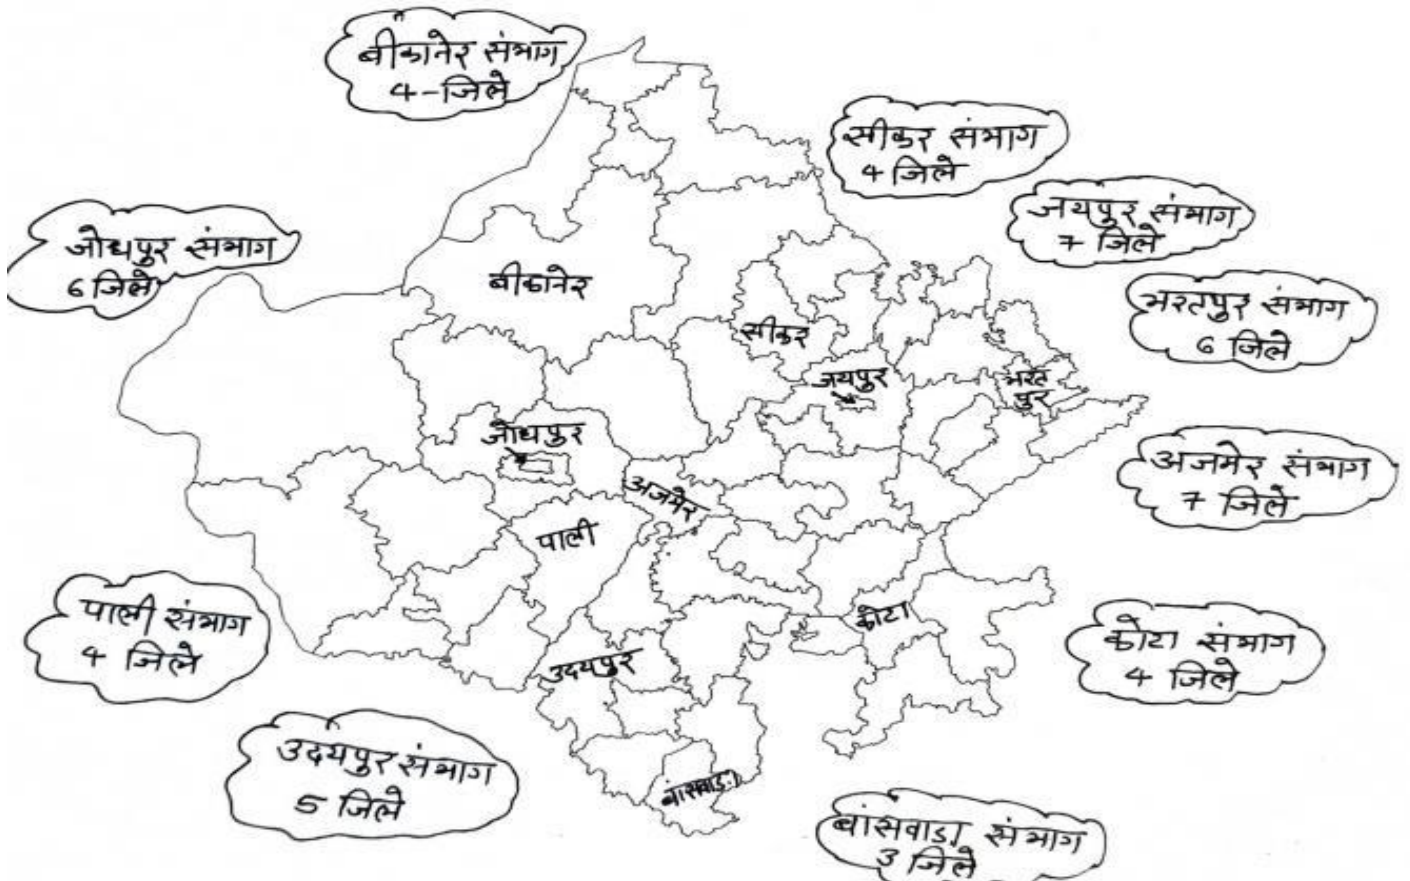 बीकानेर संभाग
4-जिले
सीकर संभाग
4 जिले
जयपुर संभाग
7 जिले
जोधपुर संभाग
6 जिले
भरतपुर संभाग
6 जिले
बीकानेर
सीकर
जयपुर
भरत
पुर
जोधपुर
अजमेर
अजमेर संभाग
7 जिले
पाली
पाली संभाग
4 जिले
कोटा
कोटा संभाग
4 जिले
उदयपुर
उदयपुर संभाग
5 जिले
बांसवाड़ा
बांसवाड़ा संभाग
3 जिले